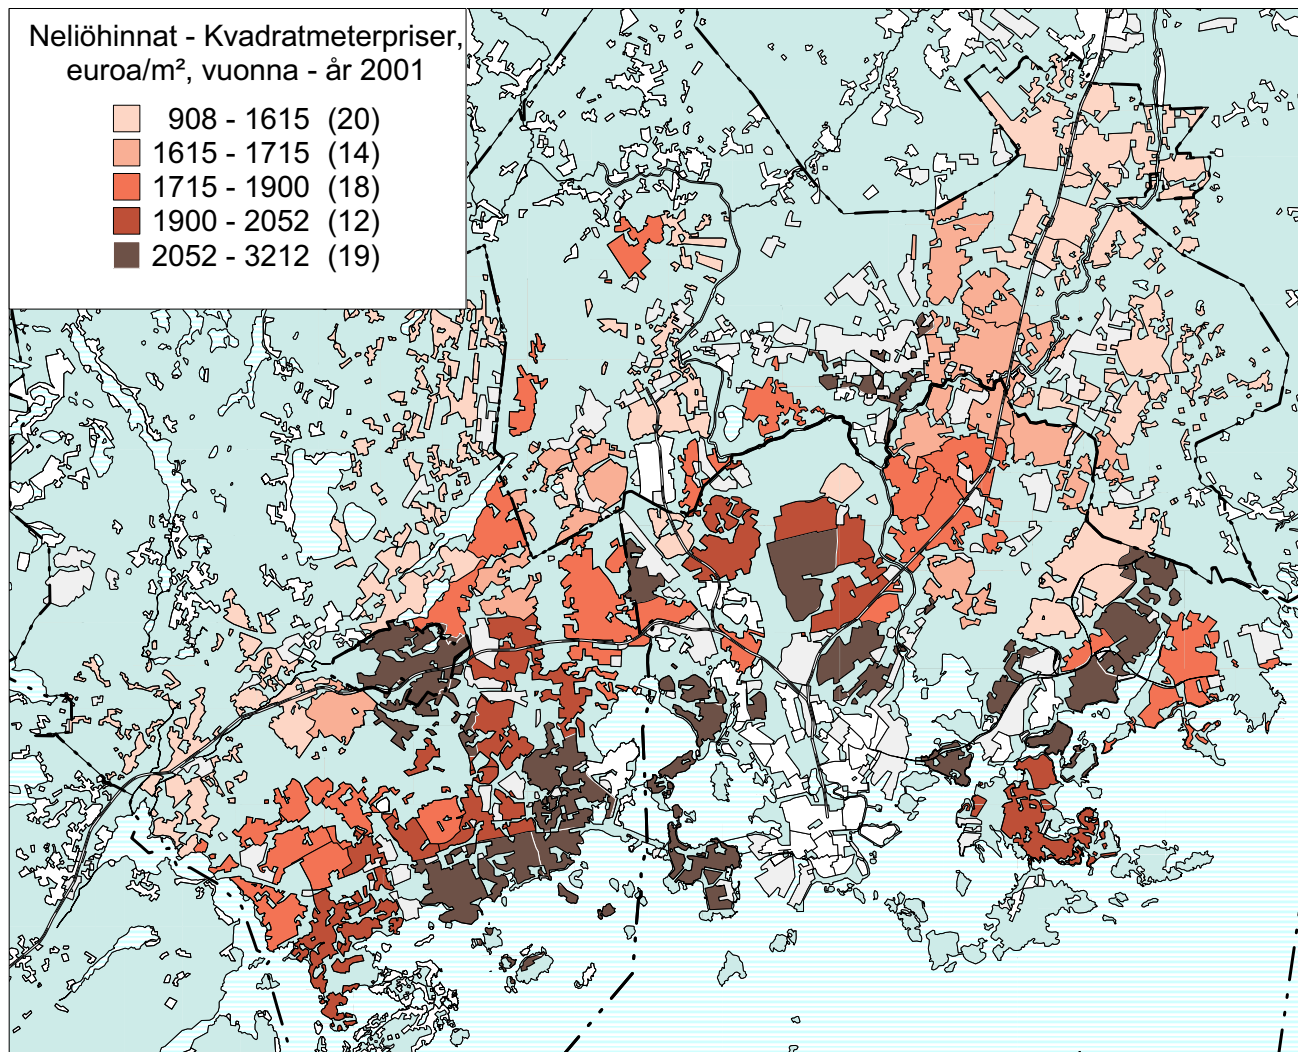 Neliöhinnat - Kvadratmeterpriser,
euroa/m², vuonna - år 2001
908 - 1615 (20)
1615 - 1715 (14)
1715 - 1900 (18)
1900 - 2052 (12)
2052 - 3212 (19)